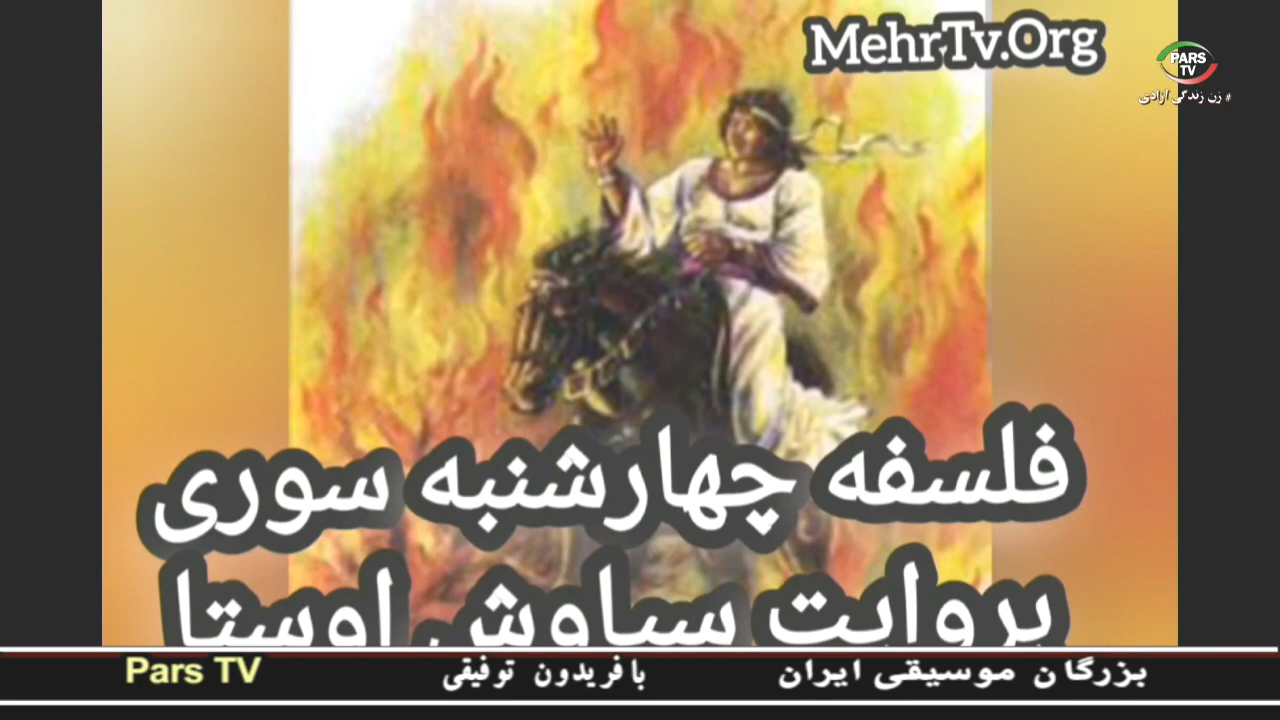 MehrTv.Org
PARS
TV
# زن زندگی آزادی
فلسفه چهارشنبه سوری
بروایت سیاوش اوستا
بزرگان موسیقی ایران با فریدون توفیقی Pars TV